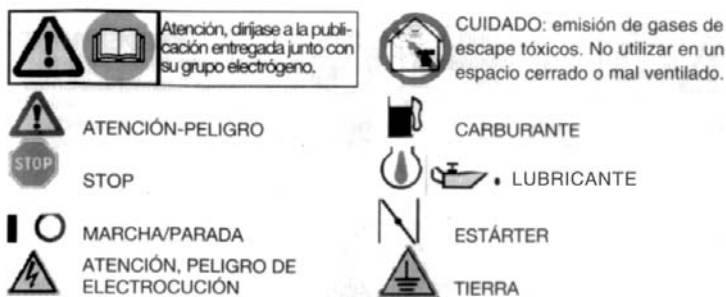 Atención, diríjase a la publi-
cación entregada junto con
su grupo electrógeno.
CUIDADO: emisión de gases de
escape tóxicos. No utilizar en un
espacio cerrado o mal ventilado.
ATENCIÓN-PELIGRO
CARBURANTE
STOP
STOP
LUBRICANTE
MARCHA/PARADA
ESTÁRTER
ATENCIÓN, PELIGRO DE
ELECTROCUCIÓN
TIERRA